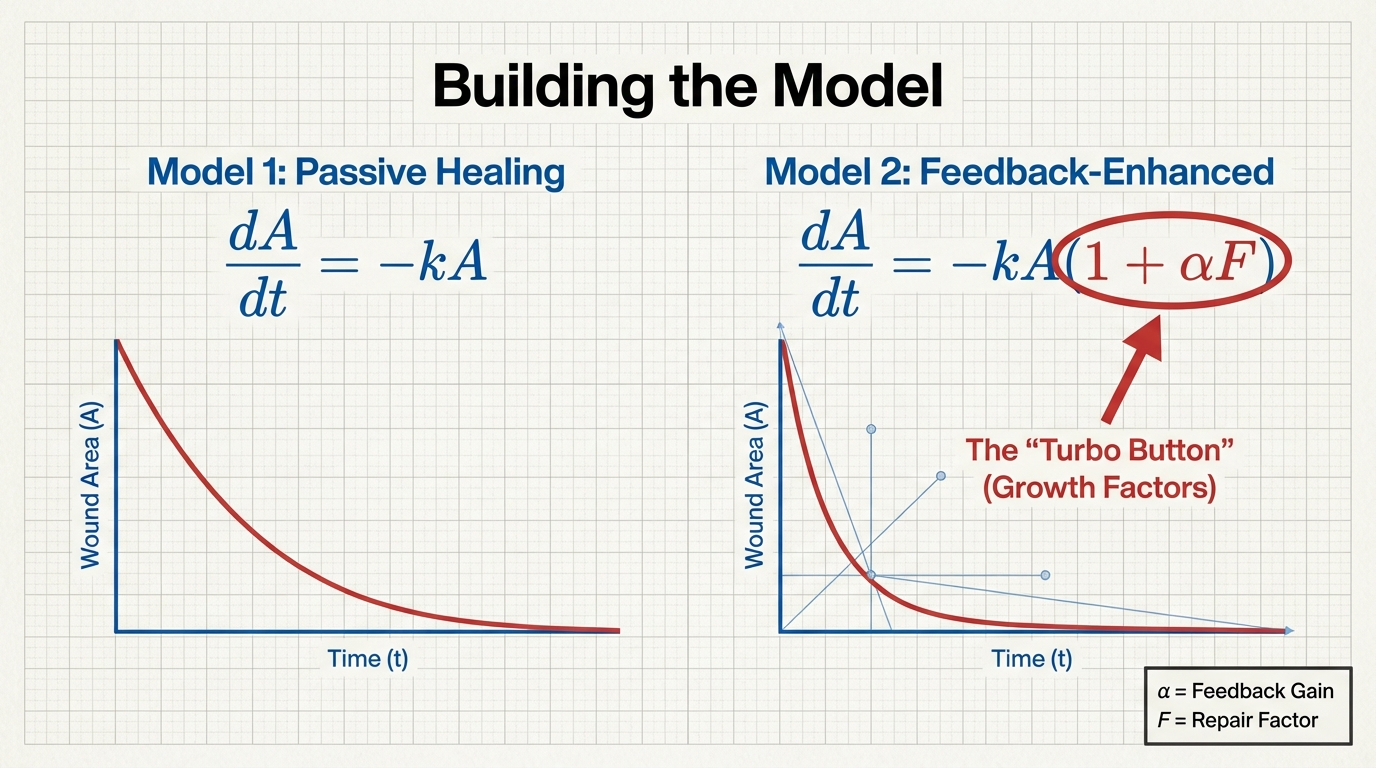 Building the Model
Model 1: Passive Healing
dA/dt = −kA
Wound Area (A)
Time (t)
Model 2: Feedback-Enhanced
dA/dt = −kA(1 + αF)
The “Turbo Button”
(Growth Factors)
Wound Area (A)
Time (t)
α = Feedback Gain
F = Repair Factor